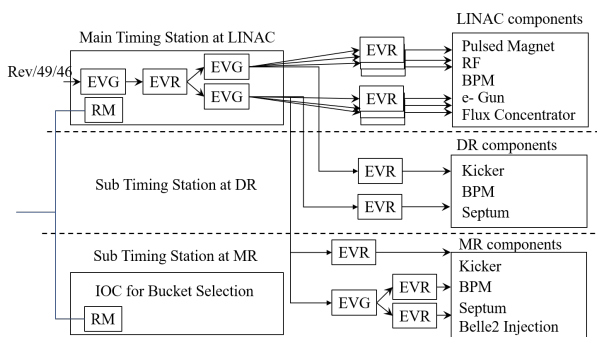 LINAC components
Main Timing Station at LINAC
Rev/49/46
EVG
EVR
EVG
EVG
RM
EVR
EVR
Pulsed Magnet
RF
BPM
e- Gun
Flux Concentrator
DR components
Sub Timing Station at DR
EVR
EVR
Kicker
BPM
Septum
MR components
Sub Timing Station at MR
IOC for Bucket Selection
RM
EVR
EVG
EVR
EVR
Kicker
BPM
Septum
Belle2 Injection